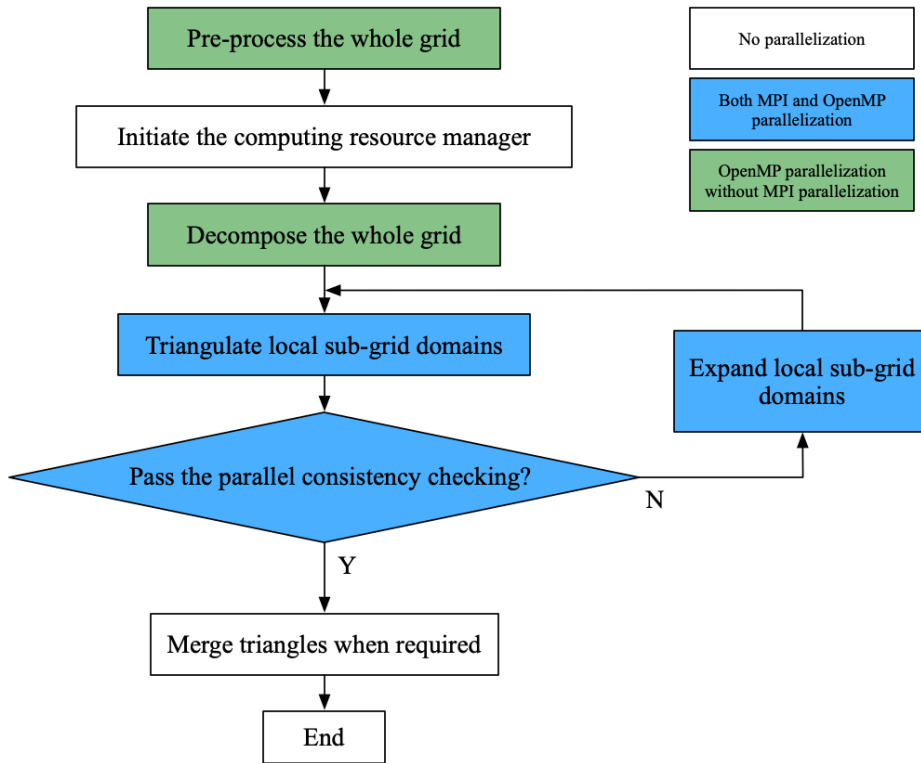 Pre-process the whole grid
Initiate the computing resource manager
Decompose the whole grid
Triangulate local sub-grid domains
Expand local sub-grid
domains
Pass the parallel consistency checking?
N
Y
Merge triangles when required
End
No parallelization
Both MPI and OpenMP
parallelization
OpenMP parallelization
without MPI parallelization